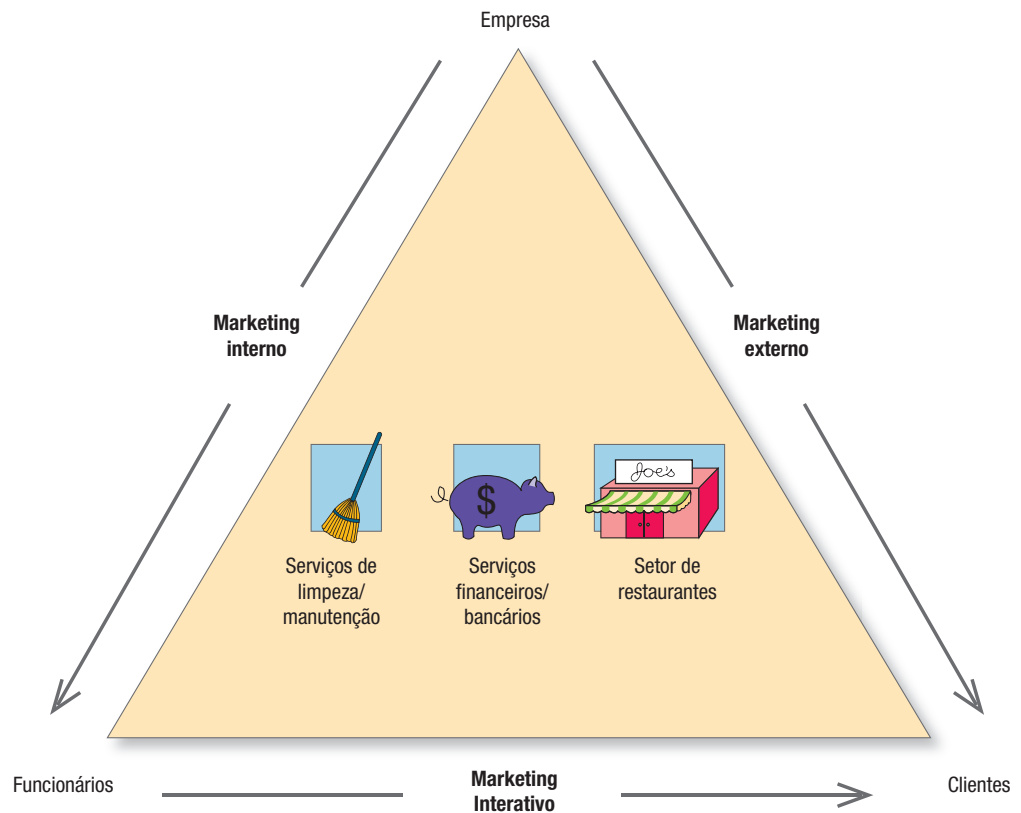 Empresa
Marketing
interno
Marketing
externo
Joe's
$
Serviços de
limpeza/
manutenção
Serviços
financeiros/
bancários
Setor de
restaurantes
Funcionários
Marketing
Interativo
Clientes